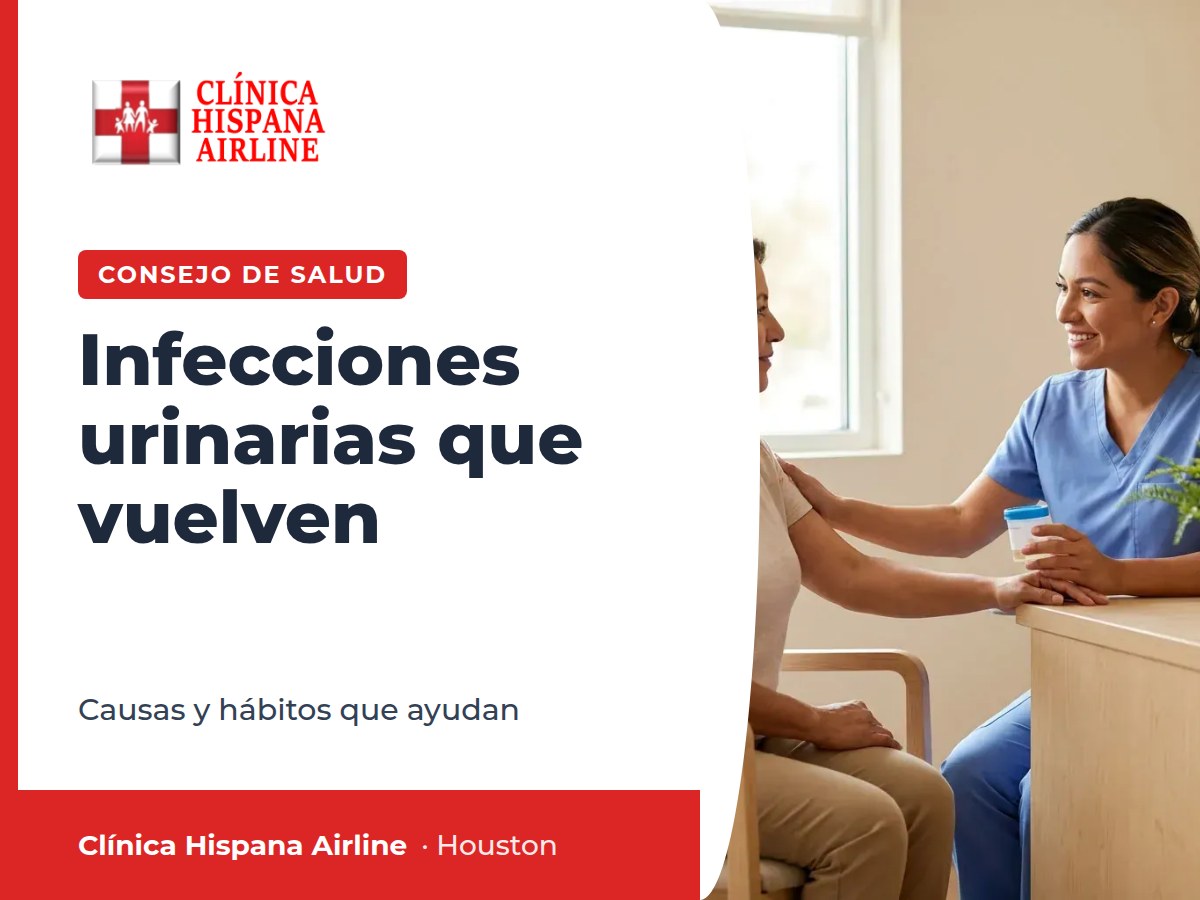 CLÍNICA
HISPANA
AIRLINE
CONSEJO DE SALUD
Infecciones
urinarias que
vuelven
Causas y hábitos que ayudan
Clínica Hispana Airline · Houston